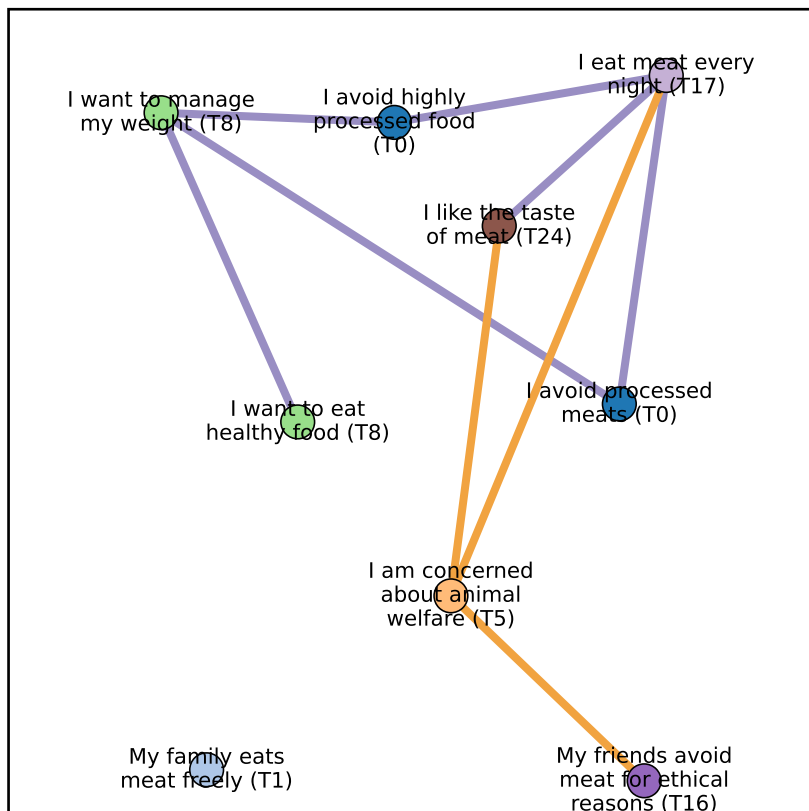 I eat meat every
night (T17)
I want to manage
my weight (T8)
I avoid highly
processed food
(T0)
I like the taste
of meat (T24)
I avoid processed
meats (T0)
I want to eat
healthy food (T8)
I am concerned
about animal
welfare (T5)
My family eats
meat freely (T1)
My friends avoid
meat for ethical
reasons (T16)